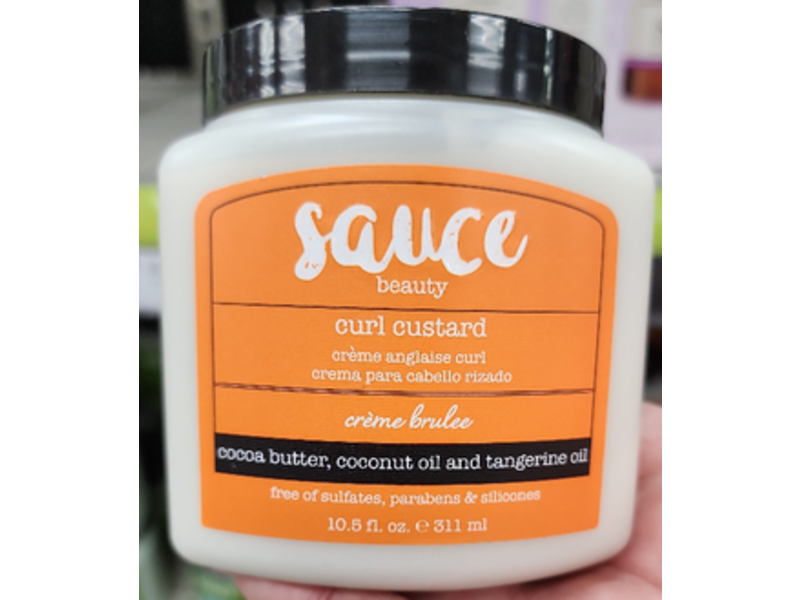 sauce
beauty
curl custard
crème anglaise curl
crema para cabello rizado
crème brulee
cocoa butter, coconut oil and tangerine oil
free of sulfates, parabens & silicones
10.5 fl. oz. ℮ 311 ml